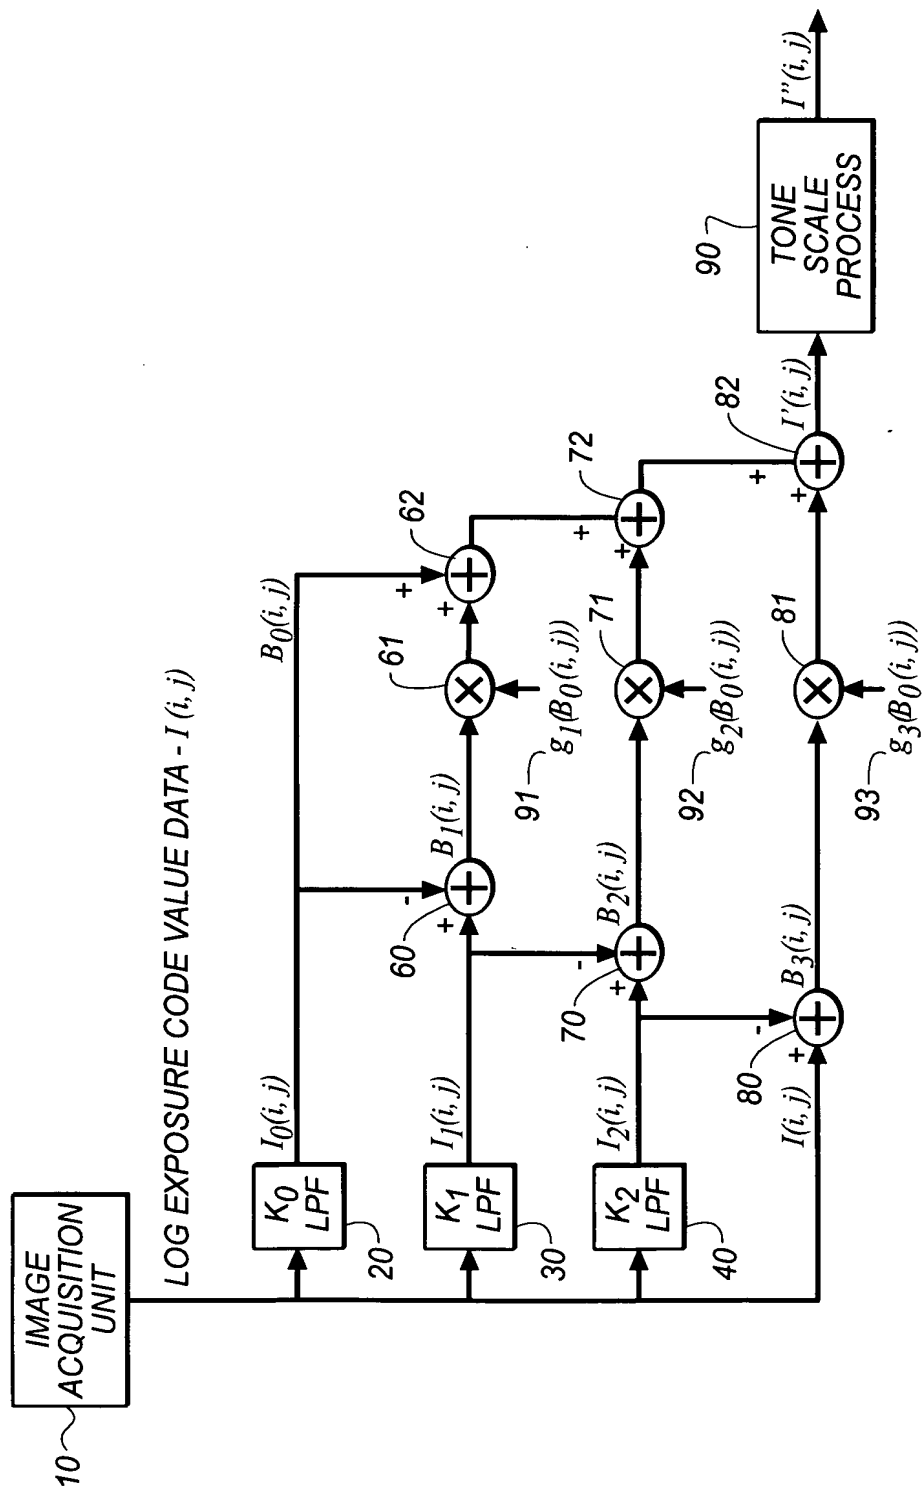 IMAGE
ACQUISITION
UNIT
10
LOG EXPOSURE CODE VALUE DATA - I (i, j)
K0
LPF
20
I0(i, j)
B0(i, j)
K1
LPF
30
I1(i, j)
+
-
60
B1(i, j)
61
91
g1(B0(i, j))
+
+
62
K2
LPF
40
I2(i, j)
+
-
70
B2(i, j)
71
92
g2(B0(i, j))
+
+
72
I(i, j)
+
-
80
B3(i, j)
81
93
g3(B0(i, j))
+
+
82
I'(i, j)
90
TONE
SCALE
PROCESS
I"(i, j)